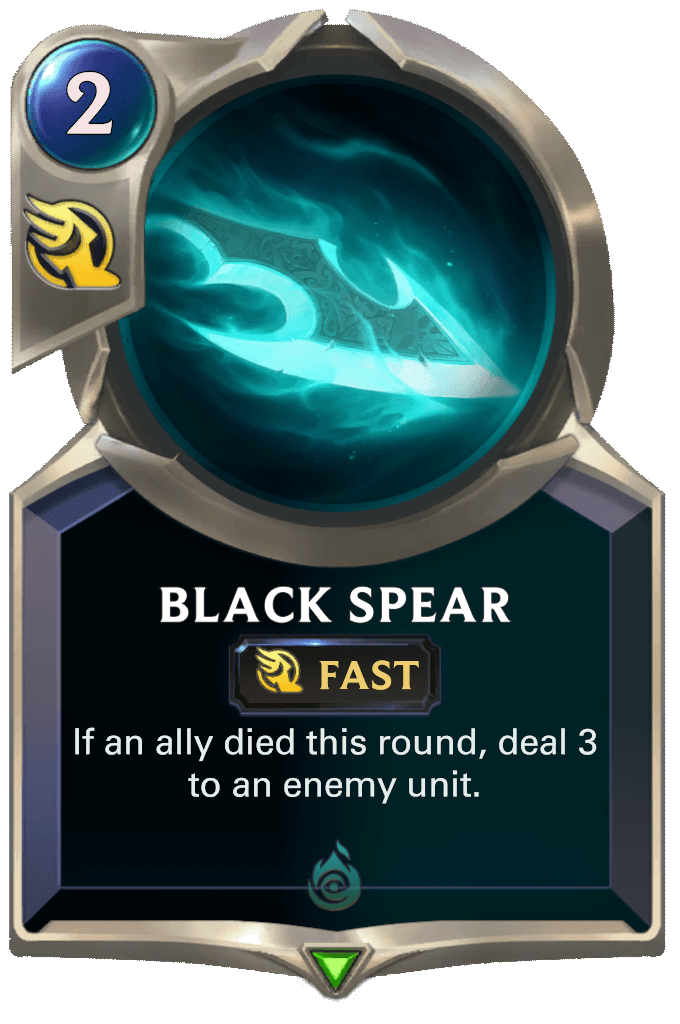 2
BLACK SPEAR
FAST
If an ally died this round, deal 3
to an enemy unit.